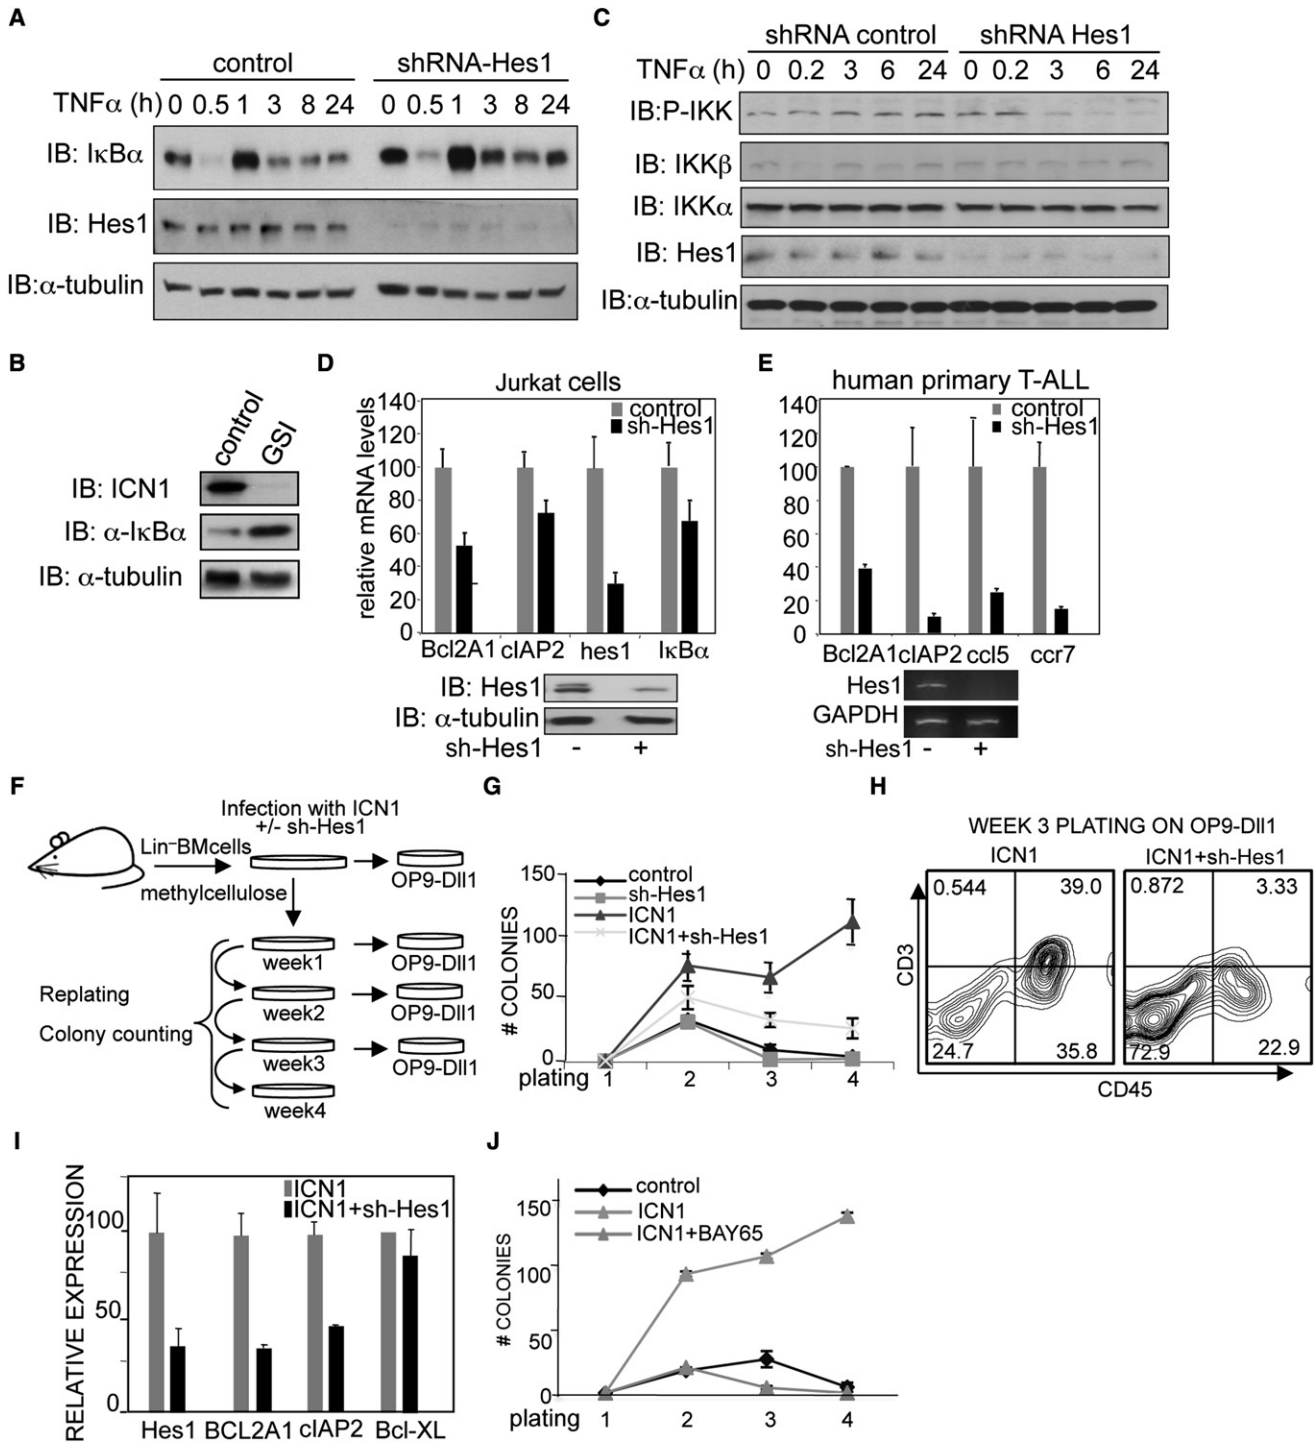 A
control shRNA-Hes1
TNFα (h) 0 0.5 1 3 8 24 0 0.5 1 3 8 24
IB: IκBα
IB: Hes1
IB:α-tubulin
C
shRNA control shRNA Hes1
TNFα (h) 0 0.2 3 6 24 0 0.2 3 6 24
IB:P-IKK
IB: IKKβ
IB: IKKα
IB: Hes1
IB:α-tubulin
B
control GSI
IB: ICN1
IB: α-IκBα
IB: α-tubulin
D
Jurkat cells
control
sh-Hes1
relative mRNA levels
140
120
100
80
60
40
20
0
Bcl2A1 cIAP2 hes1 IκBα
IB: Hes1
IB: α-tubulin
sh-Hes1 - +
E
human primary T-ALL
control
sh-Hes1
140
120
100
80
60
40
20
0
Bcl2A1 cIAP2 ccl5 ccr7
Hes1
GAPDH
sh-Hes1 - +
F
Infection with ICN1
+/- sh-Hes1
Lin⁻BMcells
OP9-Dll1
methylcellulose
week1 OP9-Dll1
week2 OP9-Dll1
week3 OP9-Dll1
week4
Replating
Colony counting
G
control
sh-Hes1
ICN1
ICN1+sh-Hes1
# COLONIES
150
100
50
0
plating 1 2 3 4
H
WEEK 3 PLATING ON OP9-Dll1
ICN1 ICN1+sh-Hes1
0.544 39.0 0.872 3.33
CD3
24.7 35.8 72.9 22.9
CD45
I
ICN1
ICN1+sh-Hes1
RELATIVE EXPRESSION
100
50
0
Hes1 BCL2A1 cIAP2 Bcl-XL
J
control
ICN1
ICN1+BAY65
# COLONIES
150
100
50
0
plating 1 2 3 4